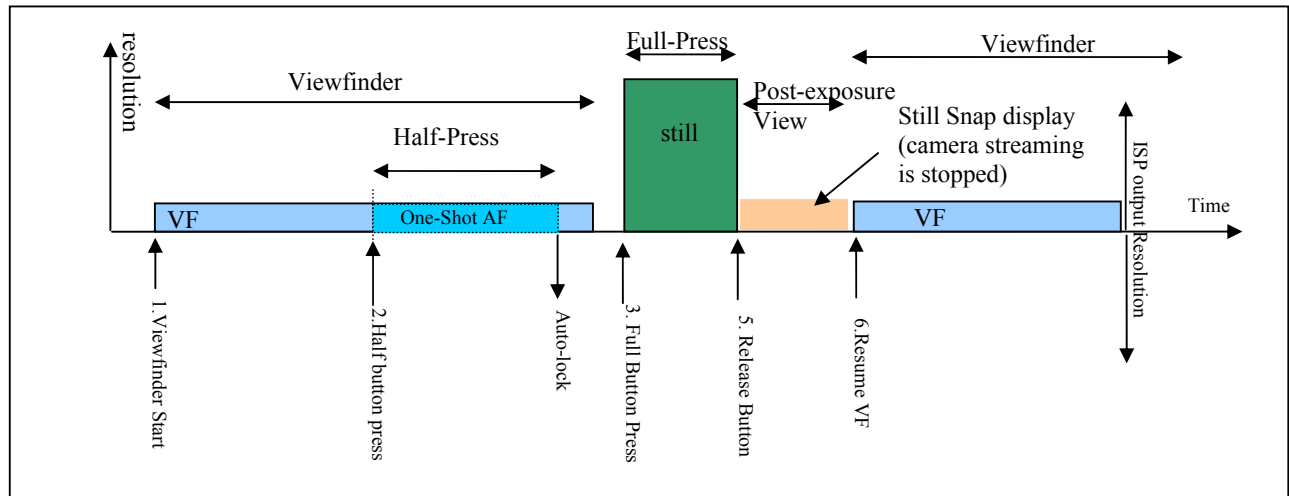 resolution
Full-Press
Viewfinder
Viewfinder
Post-exposure
View
Still Snap display
(camera streaming
is stopped)
still
Half-Press
ISP output Resolution
VF
One-Shot AF
VF
Time
1.Viewfinder Start
2.Half button press
Auto-lock
3. Full Button Press
5. Release Button
6.Resume VF